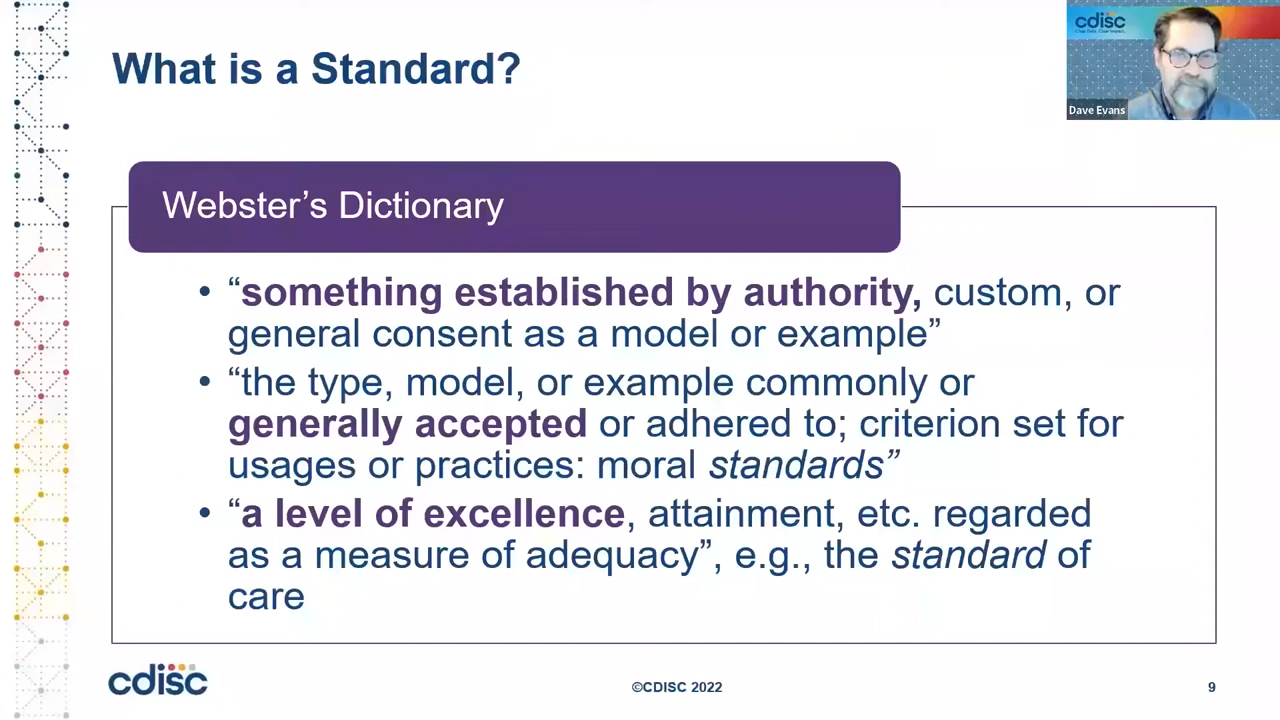 What is a Standard?
cdisc
Dave Evans
Webster’s Dictionary
• “something established by authority, custom, or
general consent as a model or example”
• “the type, model, or example commonly or
generally accepted or adhered to; criterion set for
usages or practices: moral standards”
• “a level of excellence, attainment, etc. regarded
as a measure of adequacy”, e.g., the standard of
care
cdisc
©CDISC 2022
9